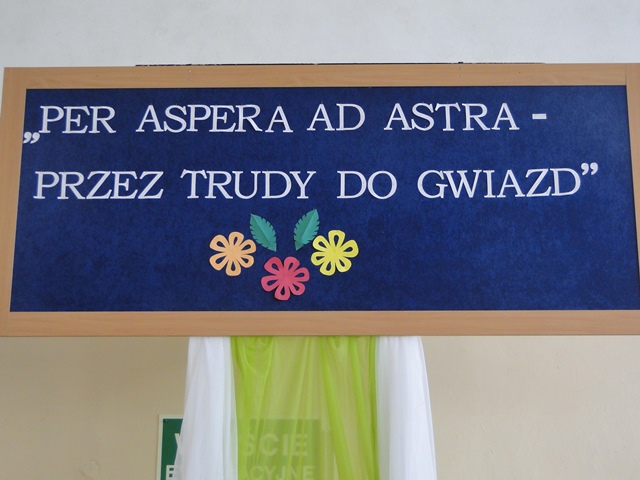 „PER ASPERA AD ASTRA -
PRZEZ TRUDY DO GWIAZD”